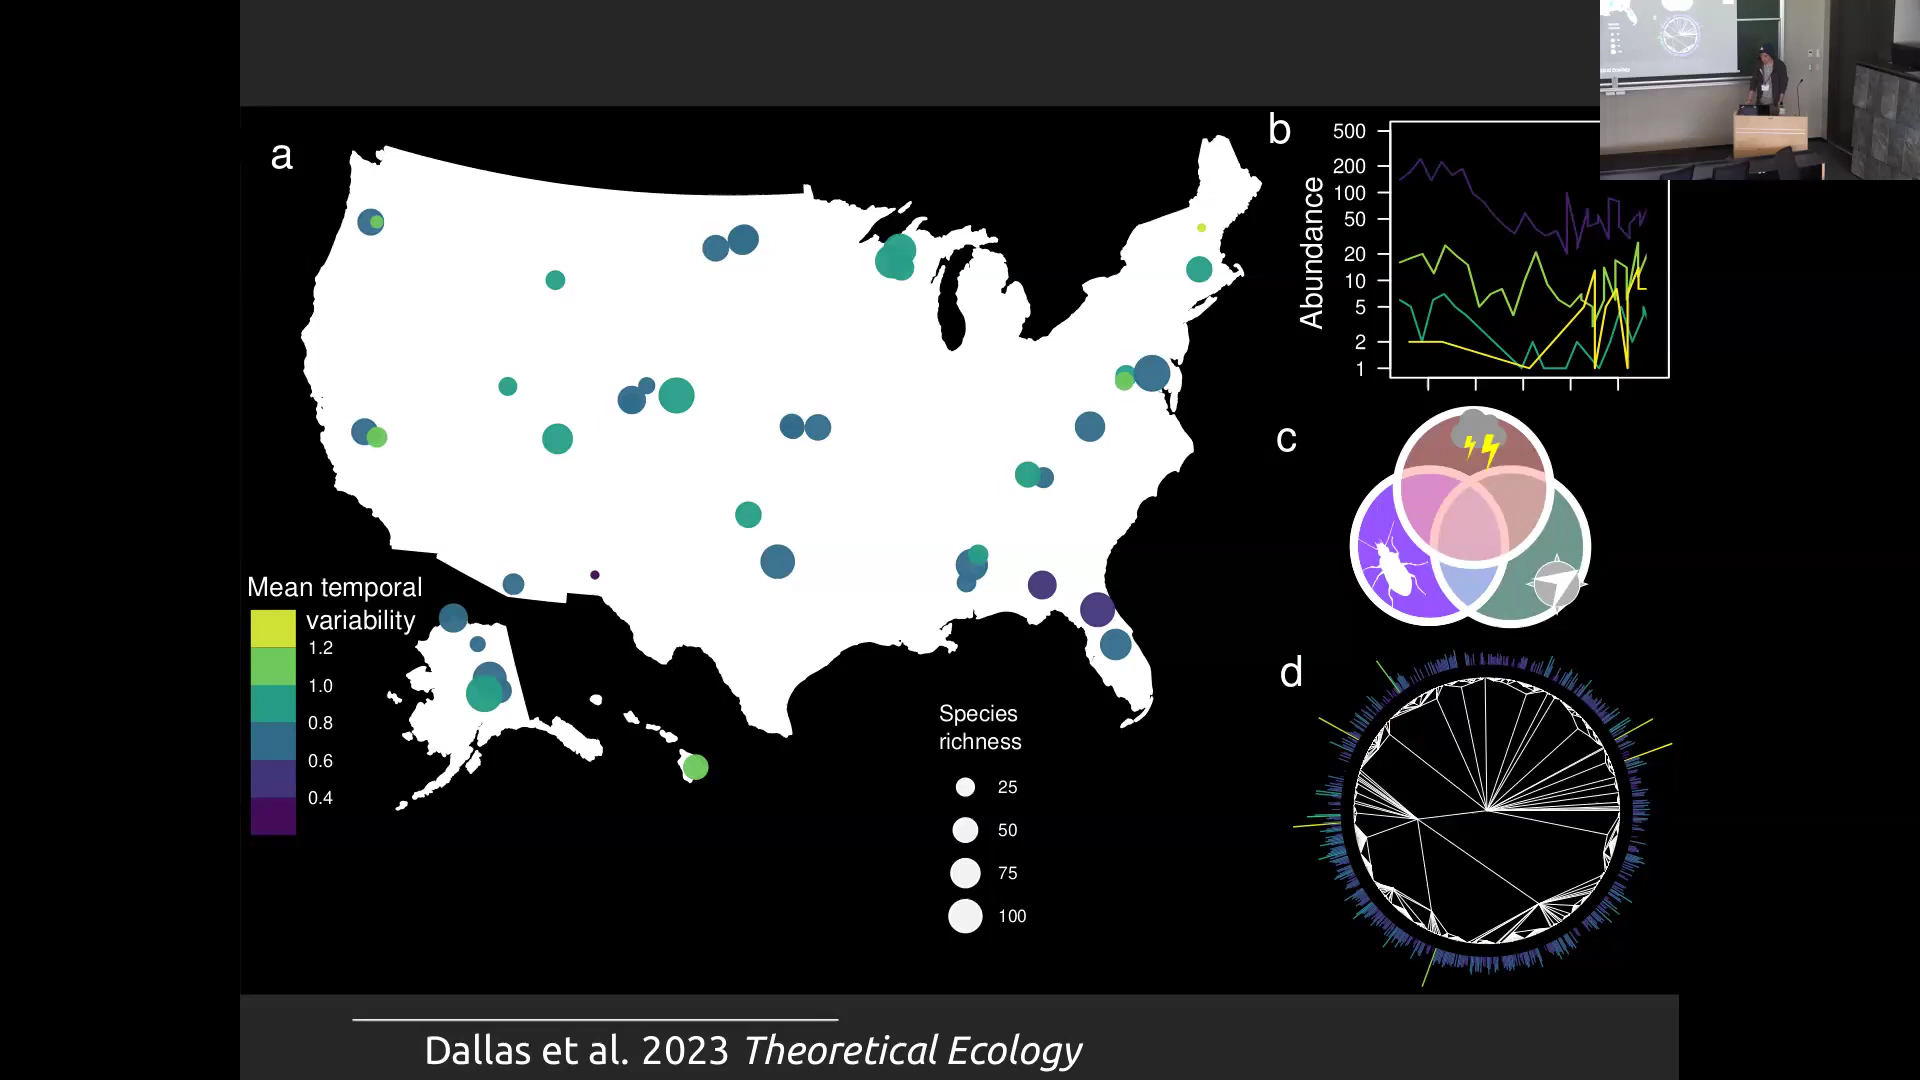 a
Mean temporal
variability
1.2
1.0
0.8
0.6
0.4
Species
richness
25
50
75
100
b
Abundance
500
200
100
50
20
10
5
2
1
c
d
Dallas et al. 2023 Theoretical Ecology